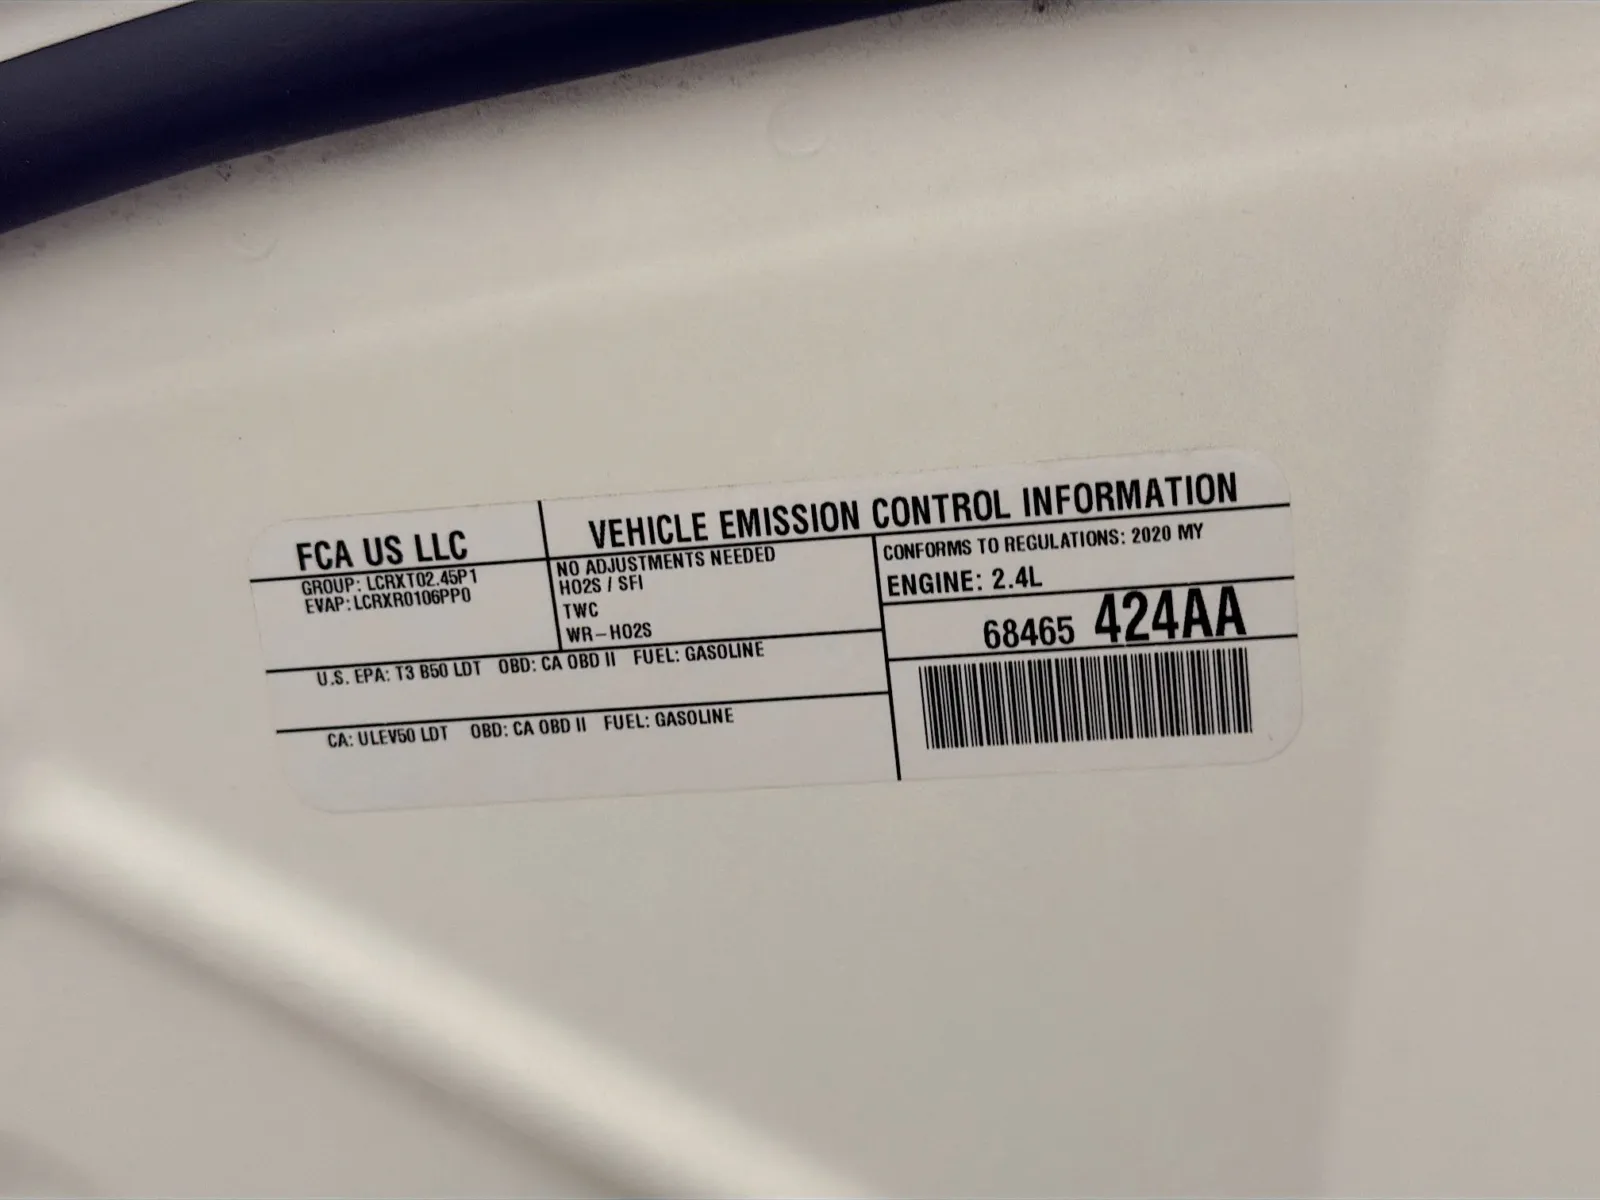 FCA US LLC
VEHICLE EMISSION CONTROL INFORMATION
GROUP: LCRXT02.45P1
EVAP: LCRXR0106PP0
NO ADJUSTMENTS NEEDED
HO2S / SFI
TWC
WR-HO2S
CONFORMS TO REGULATIONS: 2020 MY
ENGINE: 2.4L
68465 424AA
U.S. EPA: T3 B50 LDT OBD: CA OBD II FUEL: GASOLINE
CA: ULEV50 LDT OBD: CA OBD II FUEL: GASOLINE